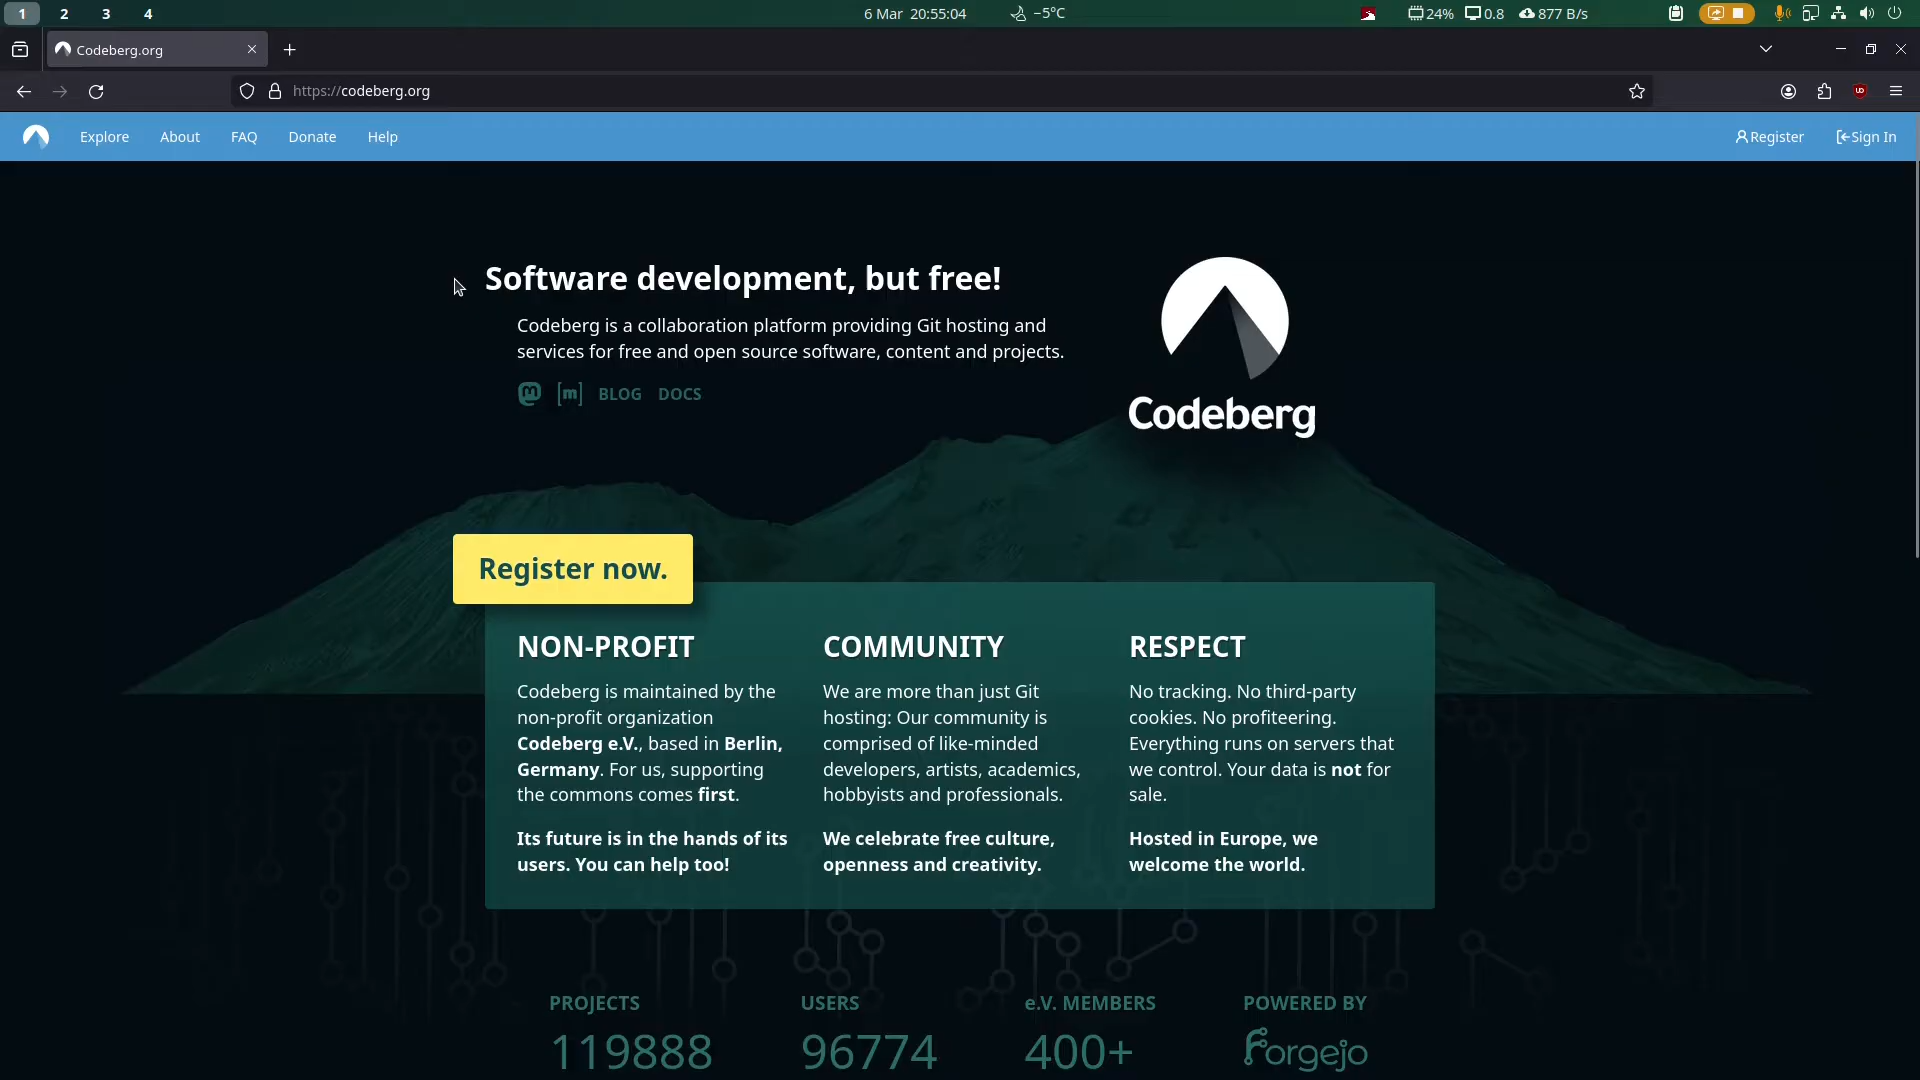 1 2 3 4 6 Mar 20:55:04 −5°C 24% 0.8 877 B/s
Codeberg.org
https://codeberg.org
Explore About FAQ Donate Help Register Sign In
Software development, but free!
Codeberg is a collaboration platform providing Git hosting and
services for free and open source software, content and projects.
[m] BLOG DOCS
Codeberg
Register now.
NON-PROFIT
Codeberg is maintained by the
non-profit organization
Codeberg e.V., based in Berlin,
Germany. For us, supporting
the commons comes first.
Its future is in the hands of its
users. You can help too!
COMMUNITY
We are more than just Git
hosting: Our community is
comprised of like-minded
developers, artists, academics,
hobbyists and professionals.
We celebrate free culture,
openness and creativity.
RESPECT
No tracking. No third-party
cookies. No profiteering.
Everything runs on servers that
we control. Your data is not for
sale.
Hosted in Europe, we
welcome the world.
PROJECTS
119888
USERS
96774
e.V. MEMBERS
400+
POWERED BY
Forgejo